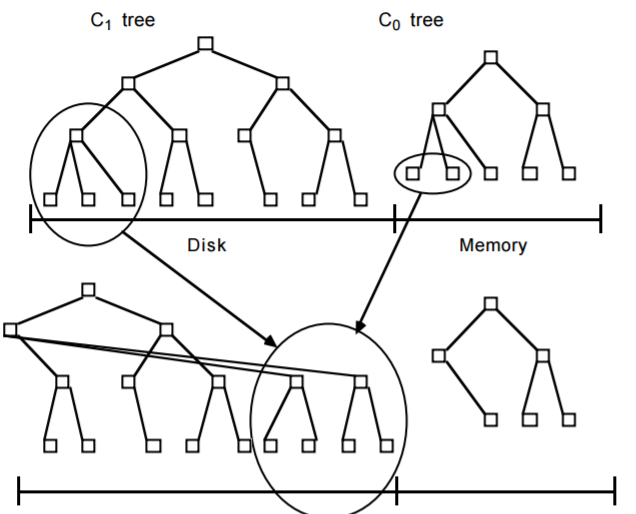 C₁ tree
C₀ tree
Disk
Memory